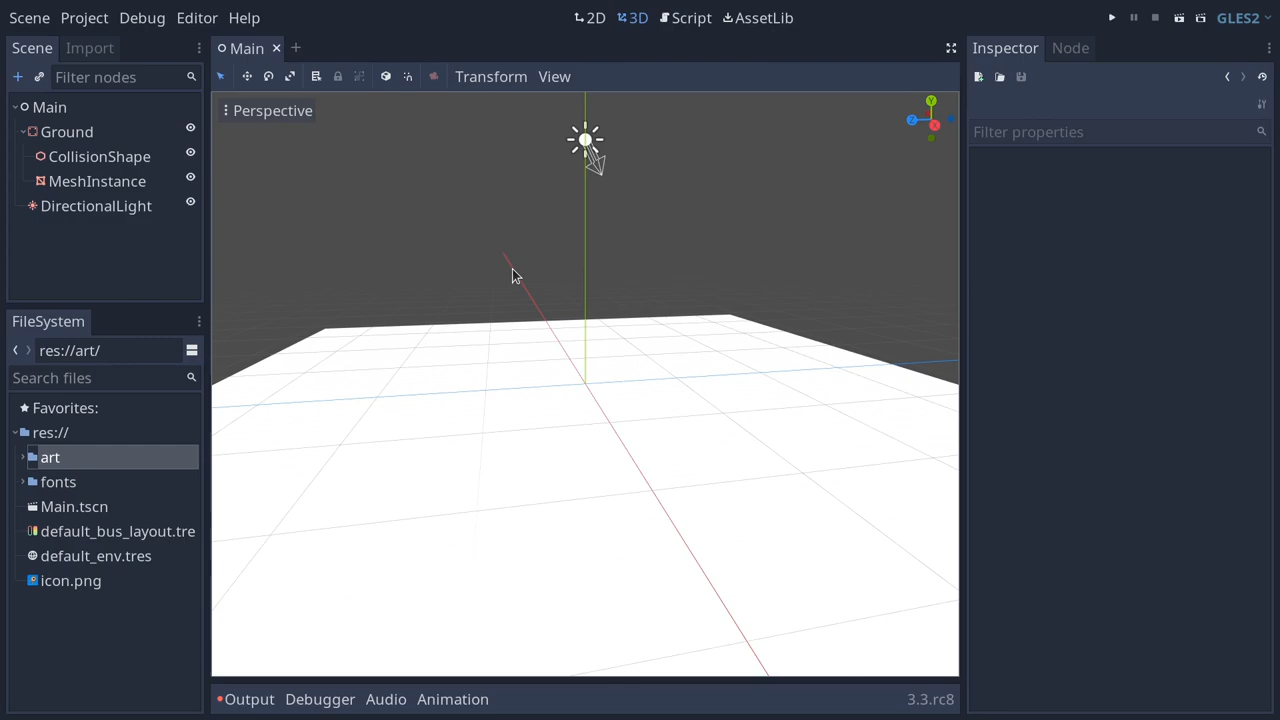 Scene Project Debug Editor Help 2D 3D Script AssetLib GLES2
Scene Import
Filter nodes
Main
Ground
CollisionShape
MeshInstance
DirectionalLight
FileSystem
res://art/
Search files
Favorites:
res://
art
fonts
Main.tscn
default_bus_layout.tre
default_env.tres
icon.png
Main
Transform View
Perspective
Y
Z
X
Output Debugger Audio Animation 3.3.rc8
Inspector Node
Filter properties